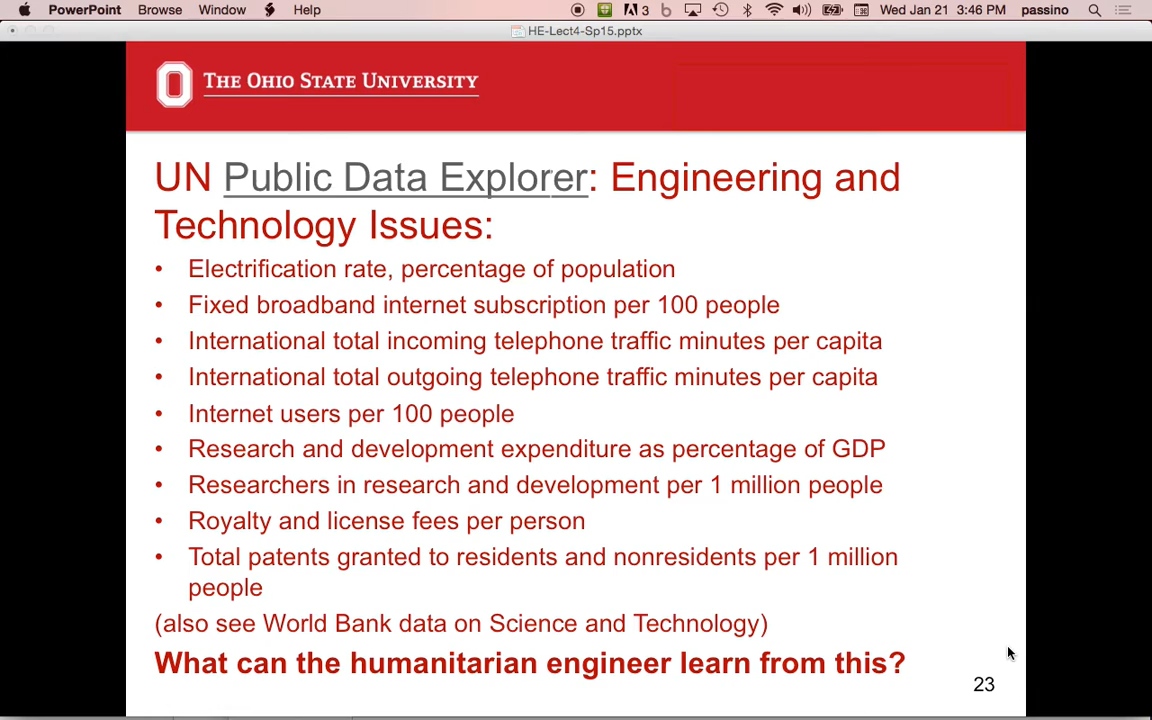 PowerPoint Browse Window Help 3 Wed Jan 21 3:46 PM passino
HE-Lect4-Sp15.pptx
THE OHIO STATE UNIVERSITY
UN Public Data Explorer: Engineering and
Technology Issues:
• Electrification rate, percentage of population
• Fixed broadband internet subscription per 100 people
• International total incoming telephone traffic minutes per capita
• International total outgoing telephone traffic minutes per capita
• Internet users per 100 people
• Research and development expenditure as percentage of GDP
• Researchers in research and development per 1 million people
• Royalty and license fees per person
• Total patents granted to residents and nonresidents per 1 million
people
(also see World Bank data on Science and Technology)
What can the humanitarian engineer learn from this?
23